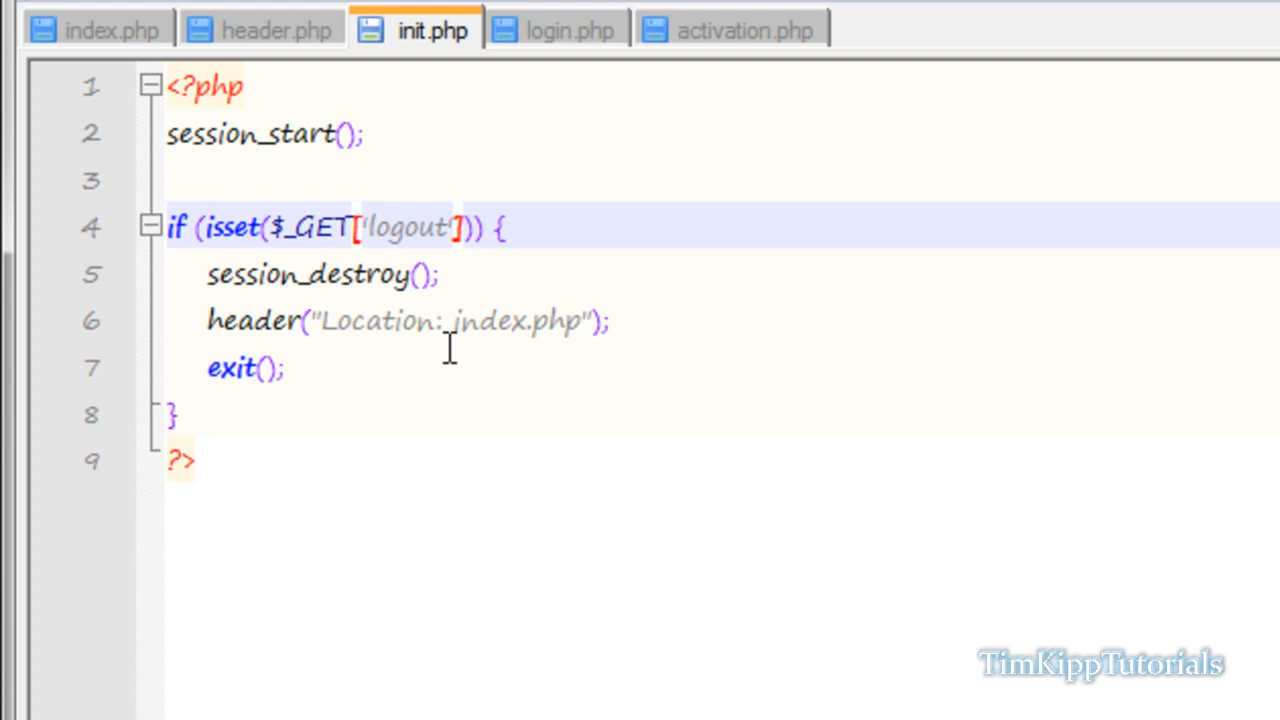 index.php header.php init.php login.php activation.php
1 <?php
2 session_start();
3
4 if (isset($_GET['logout'])) {
5 session_destroy();
6 header("Location: index.php");
7 exit();
8 }
9 ?>
TimKippTutorials